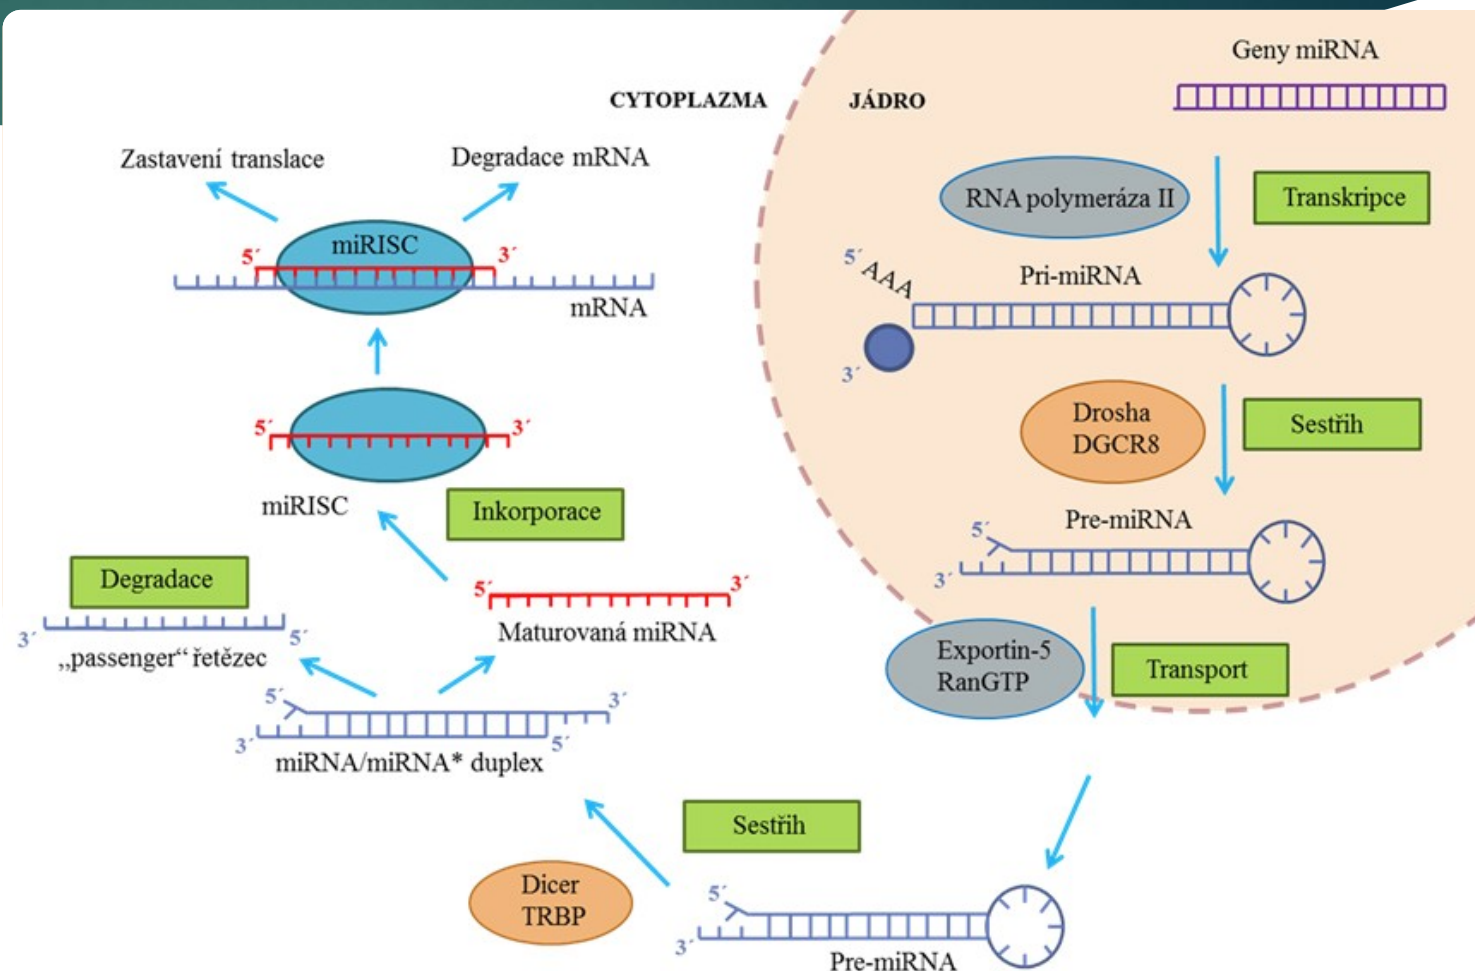 Geny miRNA
CYTOPLAZMA
JÁDRO
RNA polymeráza II
Transkripce
5´
AAA
Pri-miRNA
3´
Drosha
DGCR8
Sestřih
Pre-miRNA
5´
3´
Exportin-5
RanGTP
Transport
5´
3´
Pre-miRNA
Dicer
TRBP
Sestřih
5´
3´
3´
5´
miRNA/miRNA* duplex
Degradace
3´
5´
„passenger“ řetězec
5´
3´
Maturovaná miRNA
Inkorporace
5´
3´
miRISC
Zastavení translace
Degradace mRNA
miRISC
5´
3´
mRNA